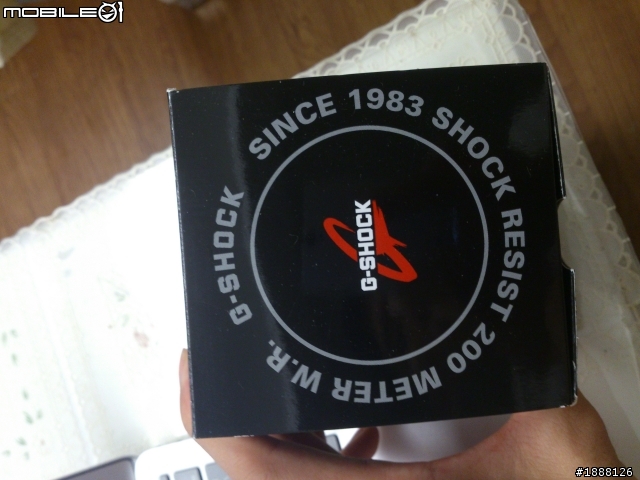 MOBILE01
G-SHOCK SINCE 1983 SHOCK RESIST 200 METER W.R.
G-SHOCK
#1888126